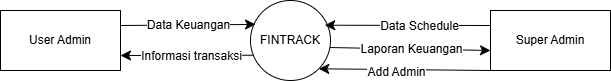 Data Keuangan
Data Schedule
User Admin
FINTRACK
Super Admin
Informasi transaksi
Laporan Keuangan
Add Admin